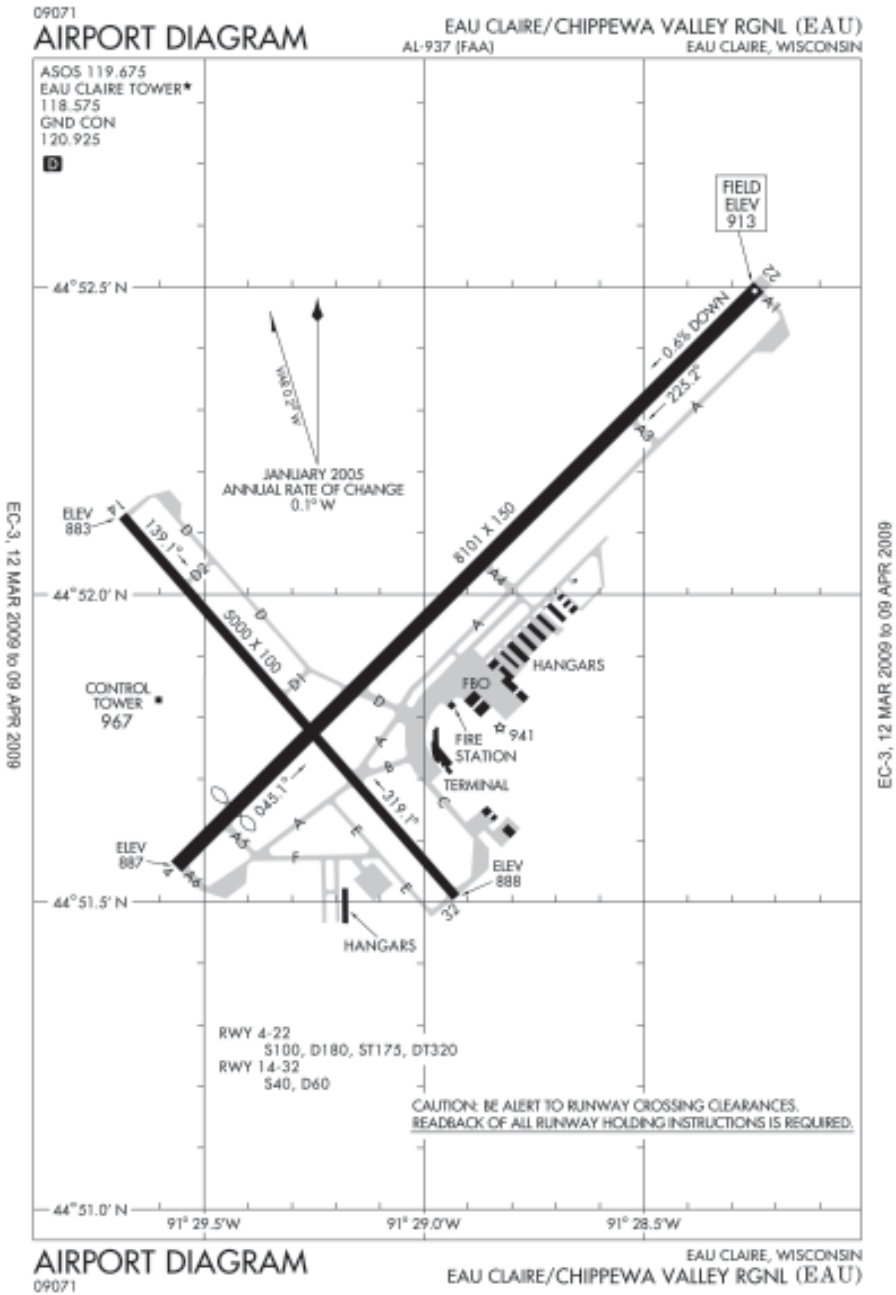 09071
AIRPORT DIAGRAM
EAU CLAIRE/CHIPPEWA VALLEY RGNL (EAU)
AL-937 (FAA)
EAU CLAIRE, WISCONSIN
ASOS 119.675
EAU CLAIRE TOWER★
118.575
GND CON
120.925
D
FIELD
ELEV
913
22
A1
44°52.5' N
0.6% DOWN
225.2°
A
A3
VAR 0.2° W
JANUARY 2005
ANNUAL RATE OF CHANGE
0.1° W
8101 X 150
ELEV
883
14
139.1°
D
D2
44°52.0' N
A4
D
5000 X 100
A
HANGARS
D1
FBO
CONTROL
TOWER
967
D
941
FIRE
STATION
A
B
TERMINAL
045.1°
319.1°
C
A
E
A5
ELEV
887
4
A6
F
E
ELEV
888
32
44°51.5' N
HANGARS
RWY 4-22
S100, D180, ST175, DT320
RWY 14-32
S40, D60
CAUTION: BE ALERT TO RUNWAY CROSSING CLEARANCES.
READBACK OF ALL RUNWAY HOLDING INSTRUCTIONS IS REQUIRED.
44°51.0' N
91°29.5'W
91°29.0'W
91°28.5'W
EC-3, 12 MAR 2009 to 09 APR 2009
EC-3, 12 MAR 2009 to 09 APR 2009
AIRPORT DIAGRAM
09071
EAU CLAIRE, WISCONSIN
EAU CLAIRE/CHIPPEWA VALLEY RGNL (EAU)